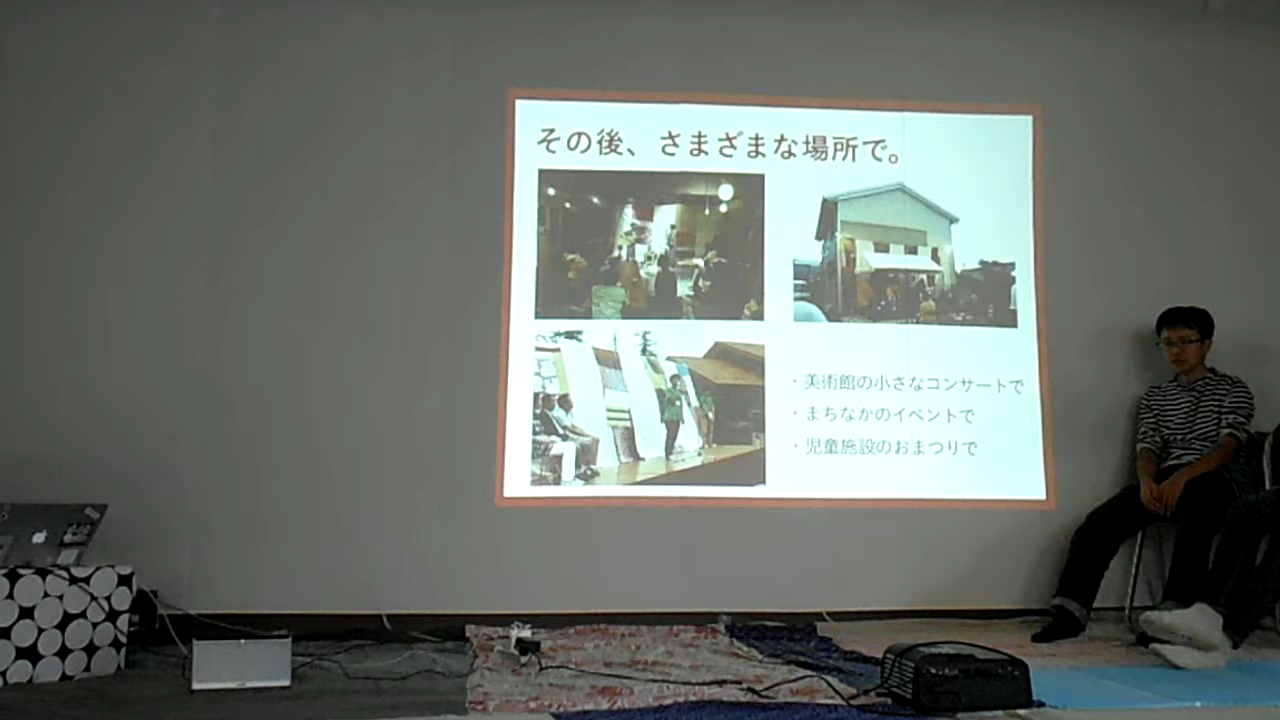 その後、さまざまな場所で。
・美術館の小さなコンサートで
・まちなかのイベントで
・児童施設のおまつりで